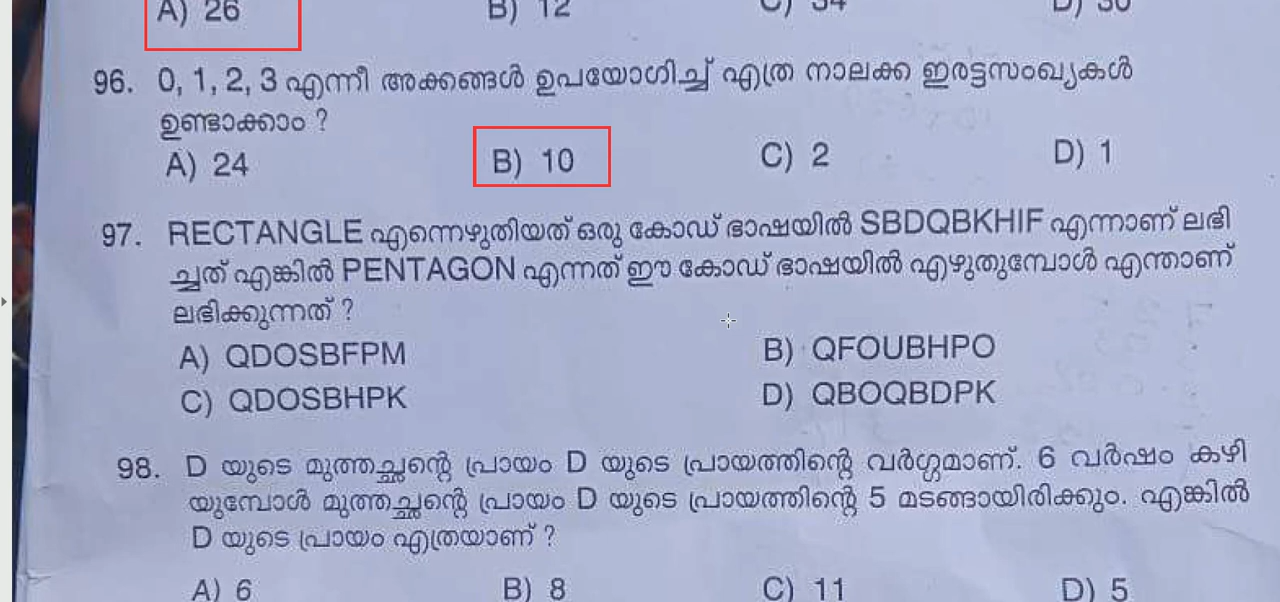 A) 26 B) 12 C) 34 D) 30
96. 0, 1, 2, 3 എന്നീ അക്കങ്ങൾ ഉപയോഗിച്ച് എത്ര നാലക്ക ഇരട്ടസംഖ്യകൾ
ഉണ്ടാക്കാം ?
A) 24 B) 10 C) 2 D) 1
97. RECTANGLE എന്നെഴുതിയത് ഒരു കോഡ് ഭാഷയിൽ SBDQBKHIF എന്നാണ് ലഭി
ച്ചത് എങ്കിൽ PENTAGON എന്നത് ഈ കോഡ് ഭാഷയിൽ എഴുതുമ്പോൾ എന്താണ്
ലഭിക്കുന്നത് ?
A) QDOSBFPM B) QFOUBHPO
C) QDOSBHPK D) QBOQBDPK
98. D യുടെ മുത്തച്ഛന്റെ പ്രായം D യുടെ പ്രായത്തിന്റെ വർഗ്ഗമാണ്. 6 വർഷം കഴി
യുമ്പോൾ മുത്തച്ഛന്റെ പ്രായം D യുടെ പ്രായത്തിന്റെ 5 മടങ്ങായിരിക്കും. എങ്കിൽ
D യുടെ പ്രായം എത്രയാണ് ?
A) 6 B) 8 C) 11 D) 5